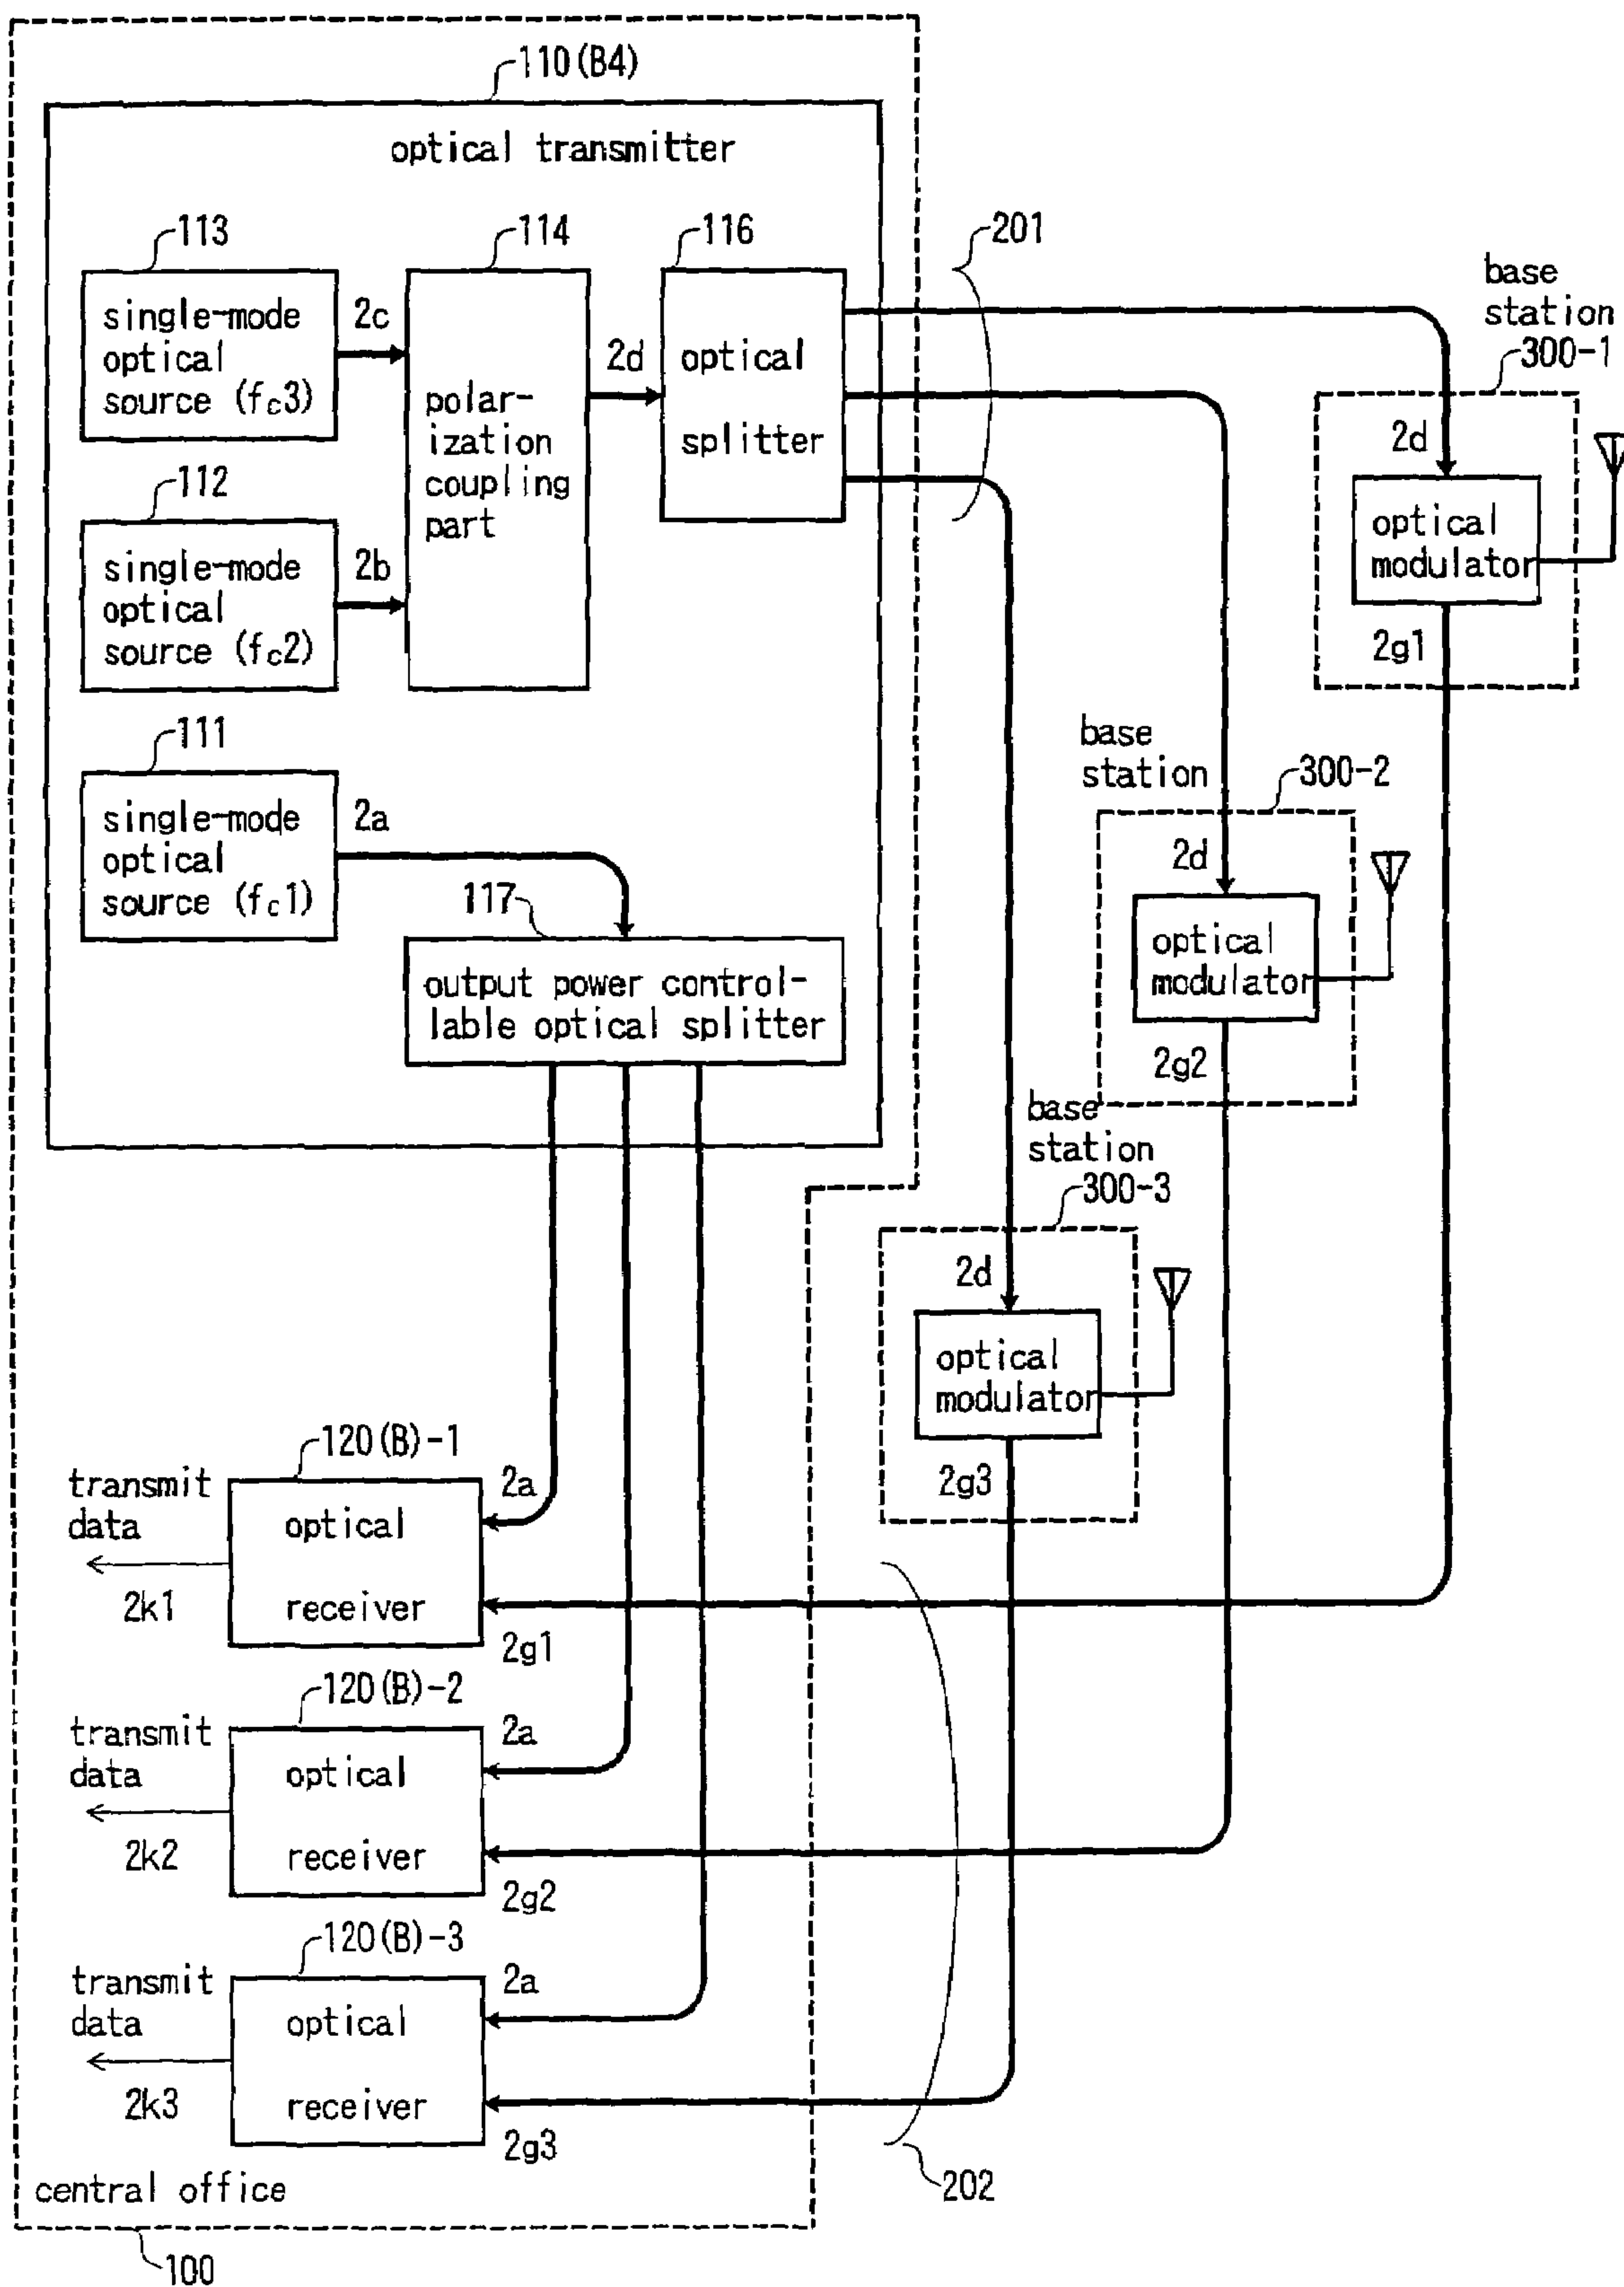 110(B4)
optical transmitter
113
114
116
201
single-mode
optical
source (fc3)
2c
2d
optical
splitter
polar-
ization
coupling
part
base
station
300-1
2d
optical
modulator
2g1
112
single-mode
optical
source (fc2)
2b
111
single-mode
optical
source (fc1)
2a
117
output power control-
lable optical splitter
base
station
300-2
2d
optical
modulator
2g2
base
station
300-3
2d
optical
modulator
2g3
120(B)-1
transmit
data
2a
optical
receiver
2k1
2g1
120(B)-2
transmit
data
2a
optical
receiver
2k2
2g2
120(B)-3
transmit
data
2a
optical
receiver
2k3
2g3
central office
202
100